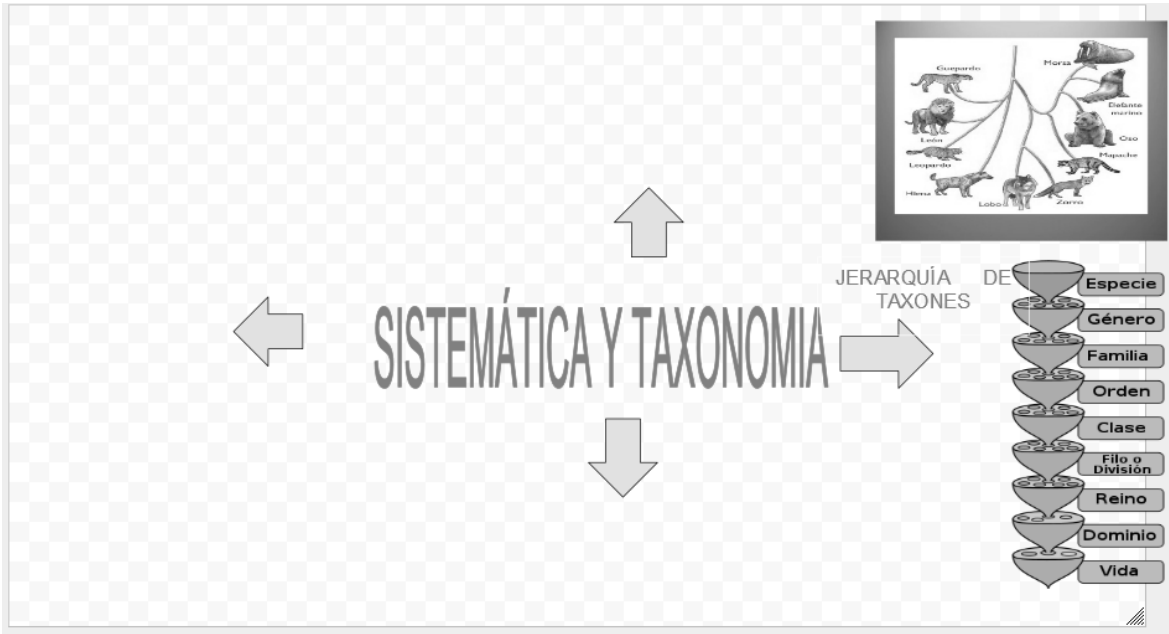 Guepardo
Morsa
León
Elefante
marino
Oso
Leopardo
Mapache
Hiena
Lobo
Zorro
JERARQUÍA DE
TAXONES
SISTEMÁTICA Y TAXONOMIA
Especie
Género
Familia
Orden
Clase
Filo o
División
Reino
Dominio
Vida